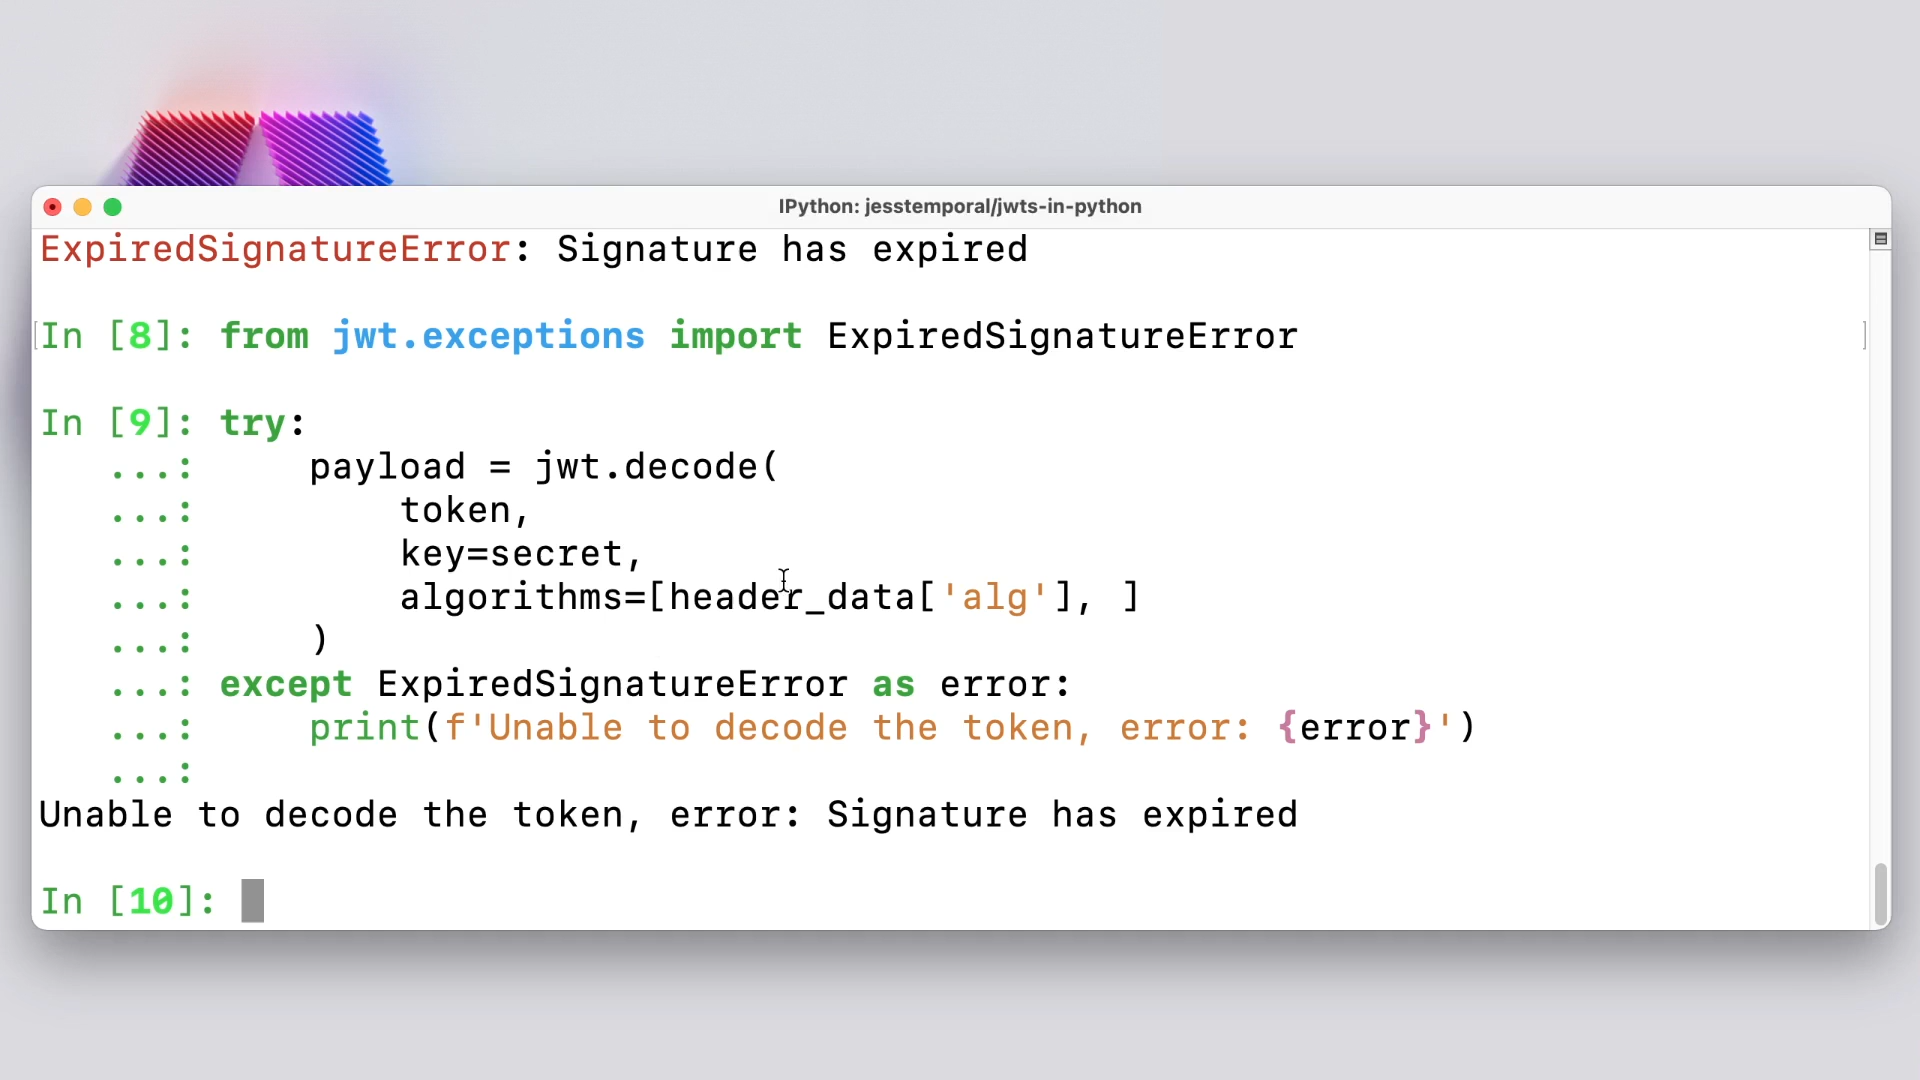 IPython: jesstemporal/jwts-in-python
ExpiredSignatureError: Signature has expired
In [8]: from jwt.exceptions import ExpiredSignatureError
In [9]: try:
...:     payload = jwt.decode(
...:         token,
...:         key=secret,
...:         algorithms=[header_data['alg'], ]
...:     )
...: except ExpiredSignatureError as error:
...:     print(f'Unable to decode the token, error: {error}')
...:
Unable to decode the token, error: Signature has expired
In [10]: